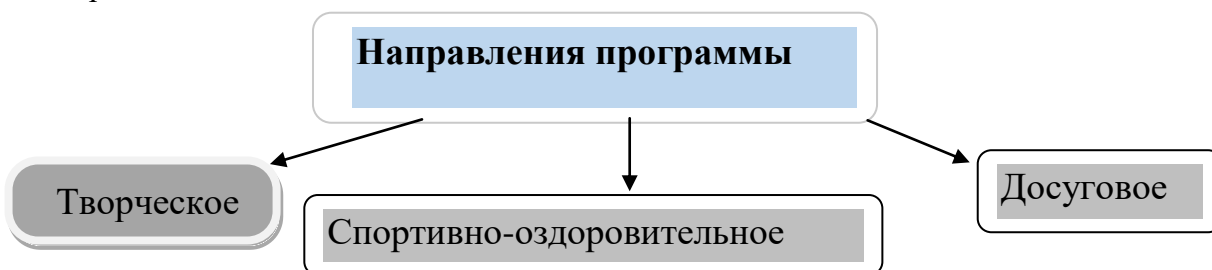 Направления программы
Творческое
Спортивно-оздоровительное
Досуговое